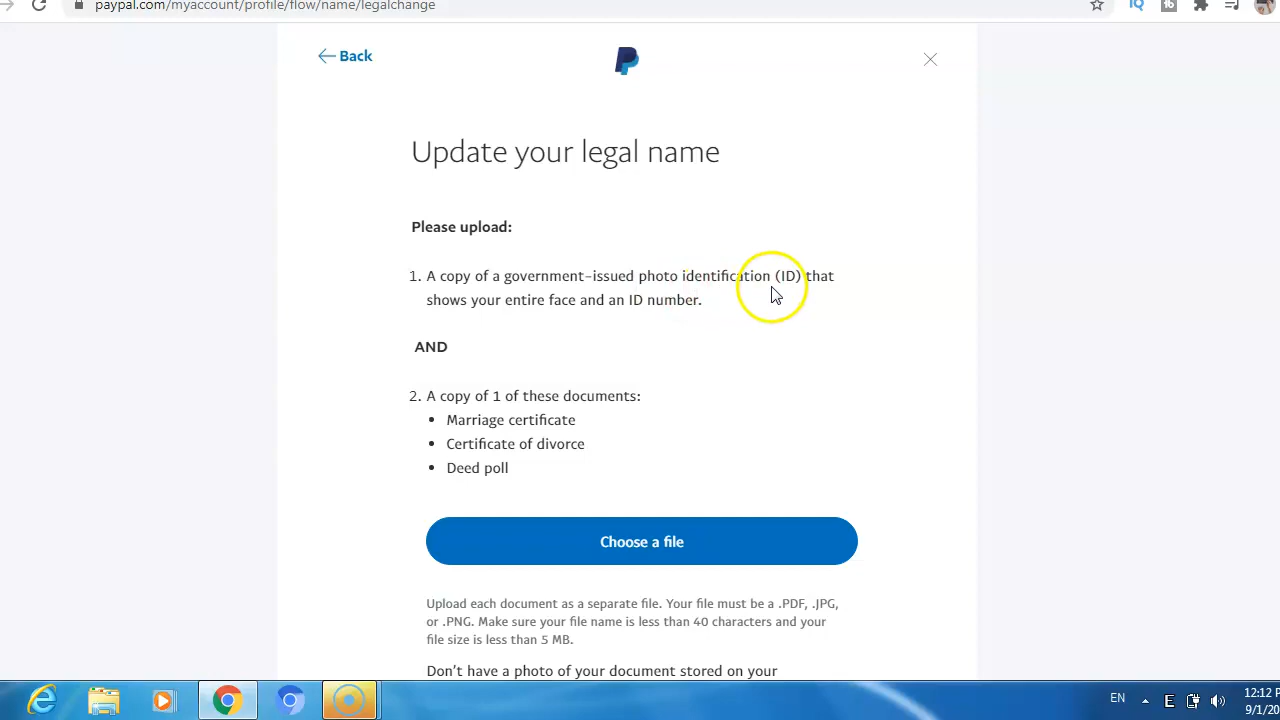 paypal.com/myaccount/profile/flow/name/legalchange
Back
Update your legal name
Please upload:
1. A copy of a government-issued photo identification (ID) that
shows your entire face and an ID number.
AND
2. A copy of 1 of these documents:
• Marriage certificate
• Certificate of divorce
• Deed poll
Choose a file
Upload each document as a separate file. Your file must be a .PDF, .JPG,
or .PNG. Make sure your file name is less than 40 characters and your
file size is less than 5 MB.
Don't have a photo of your document stored on your
EN
12:12 P
9/1/20